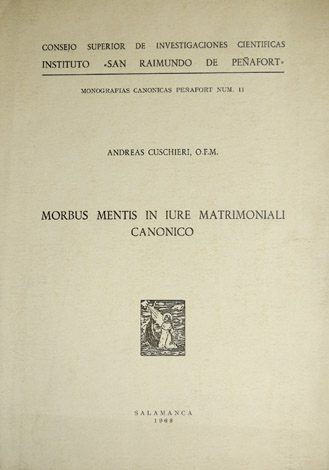 CONSEJO SUPERIOR DE INVESTIGACIONES CIENTIFICAS
INSTITUTO «SAN RAIMUNDO DE PEÑAFORT»
MONOGRAFIAS CANONICAS PEÑAFORT NUM. 11
ANDREAS CUSCHIERI, O.F.M.
MORBUS MENTIS IN IURE MATRIMONIALI
CANONICO
SALAMANCA
1968